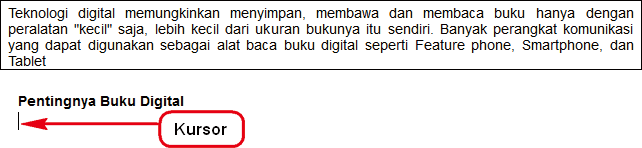 Teknologi digital memungkinkan menyimpan, membawa dan membaca buku hanya dengan
peralatan "kecil" saja, lebih kecil dari ukuran bukunya itu sendiri. Banyak perangkat komunikasi
yang dapat digunakan sebagai alat baca buku digital seperti Feature phone, Smartphone, dan
Tablet
Pentingnya Buku Digital
Kursor